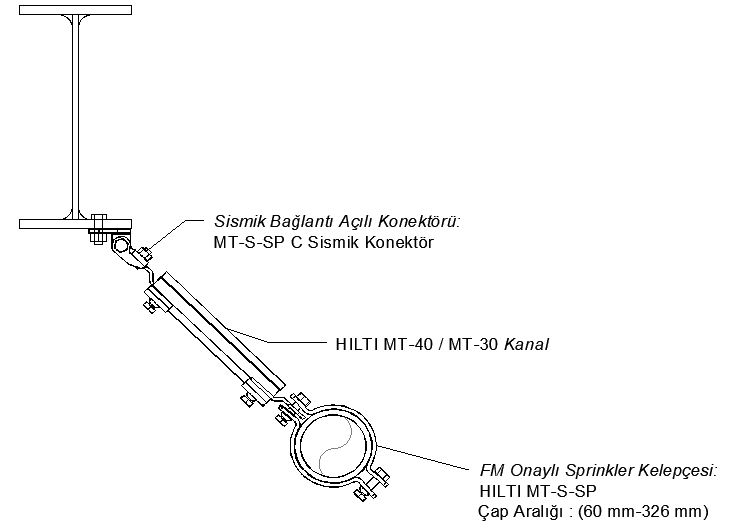 Sismik Bağlantı Açılı Konektörü:
MT-S-SP C Sismik Konektör
HILTI MT-40 / MT-30 Kanal
FM Onaylı Sprinkler Kelepçesi:
HILTI MT-S-SP
Çap Aralığı : (60 mm-326 mm)